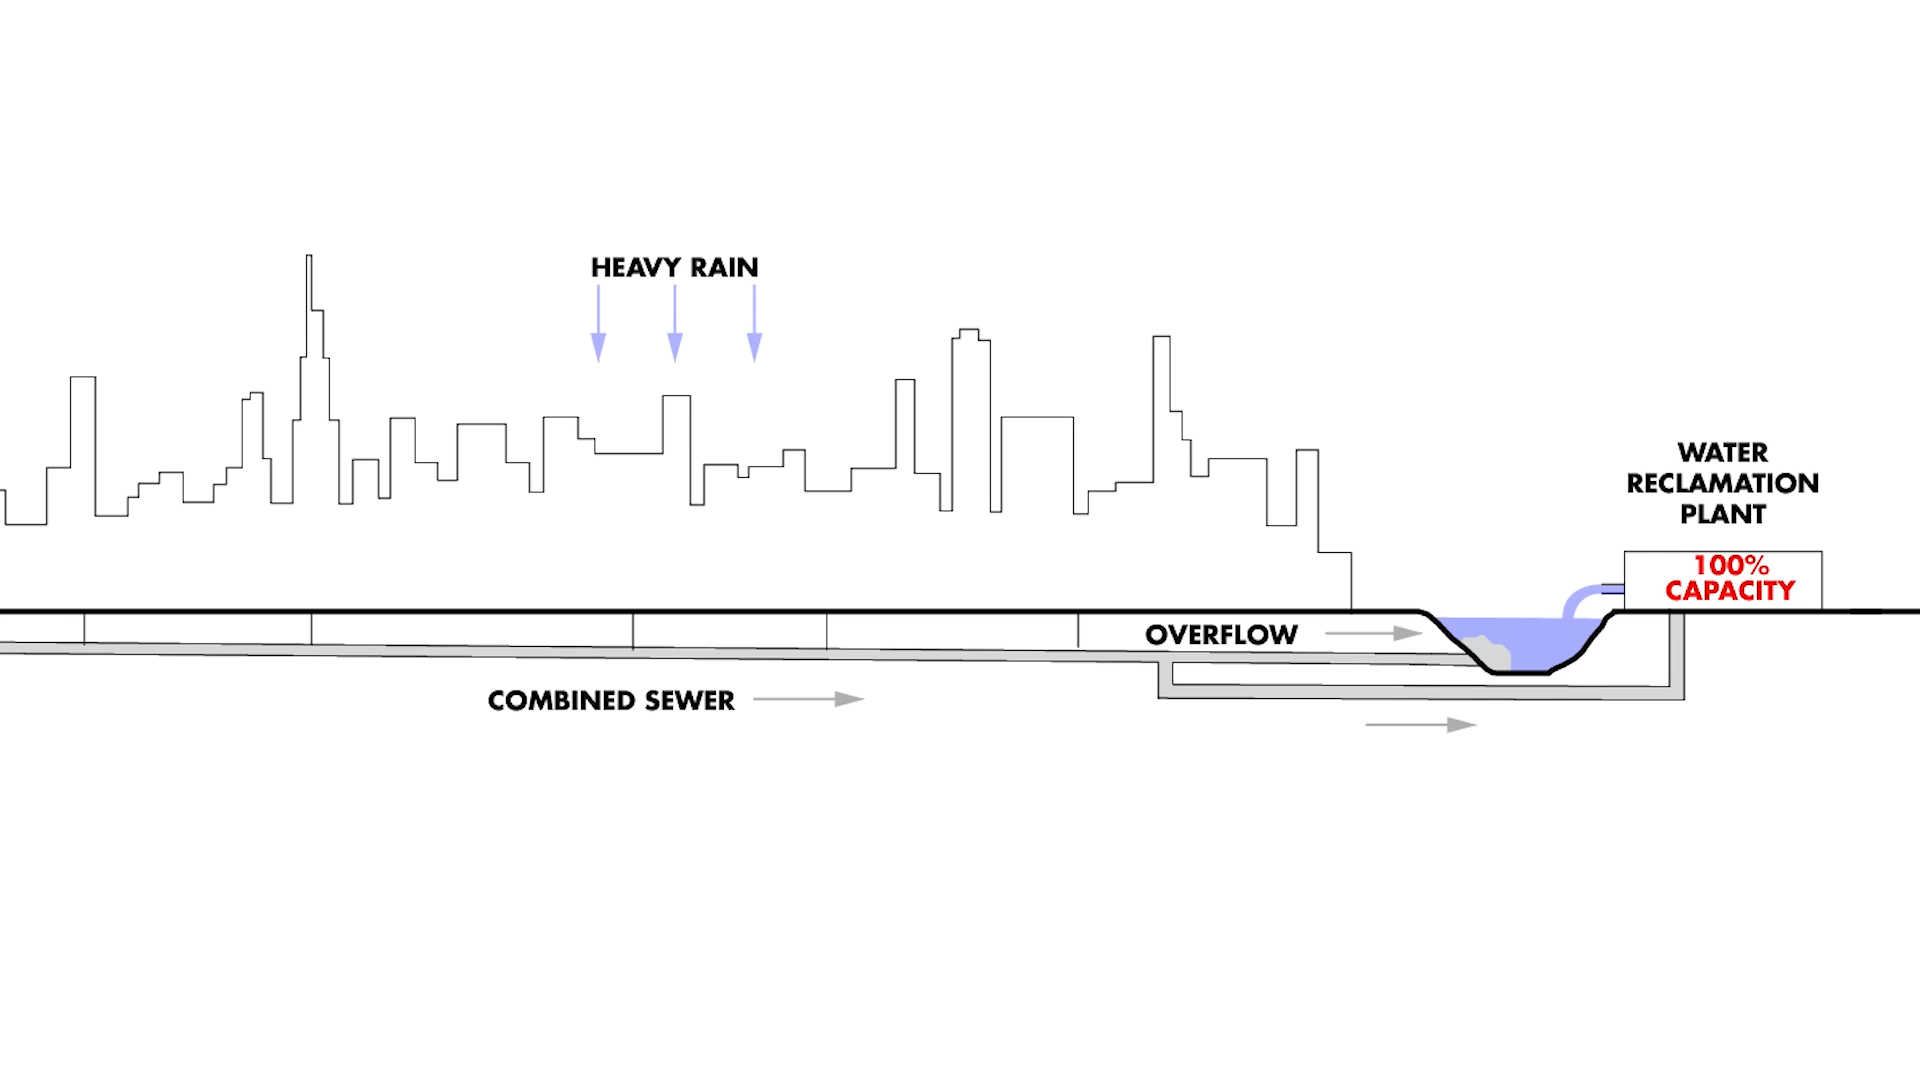 HEAVY RAIN
WATER
RECLAMATION
PLANT
100%
CAPACITY
OVERFLOW
COMBINED SEWER